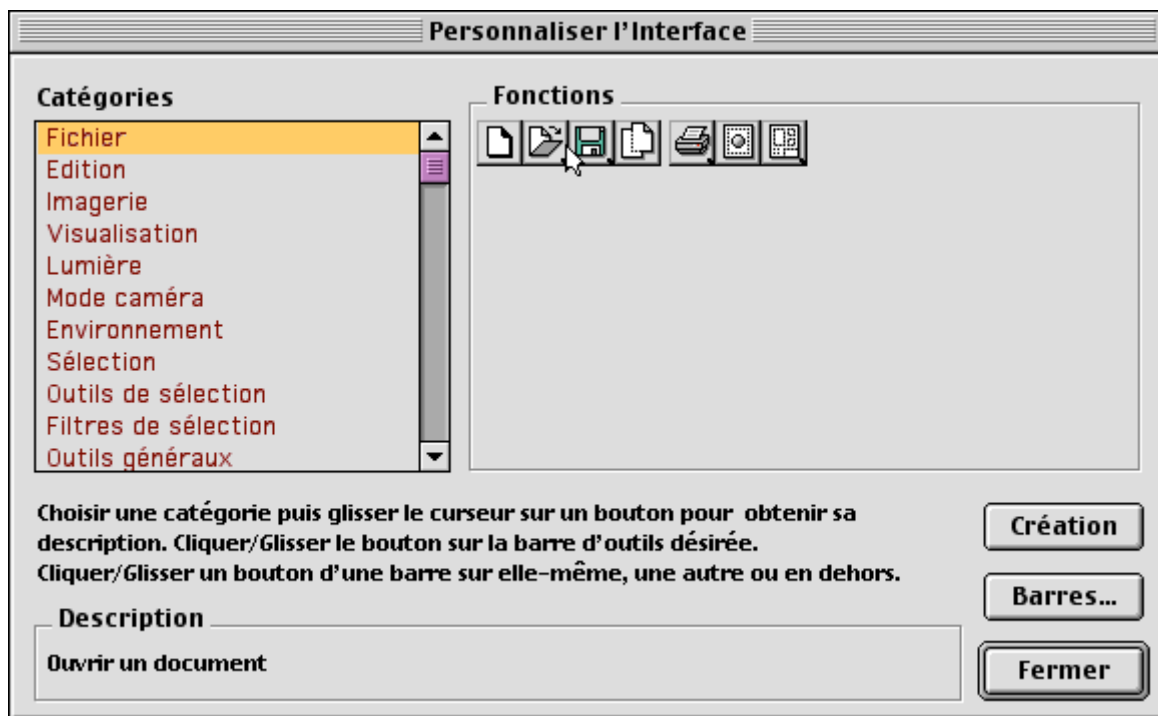 Personnaliser l'Interface
Catégories
Fichier
Edition
Imagerie
Visualisation
Lumière
Mode caméra
Environnement
Sélection
Outils de sélection
Filtres de sélection
Outils généraux
Fonctions
Choisir une catégorie puis glisser le curseur sur un bouton pour obtenir sa
description. Cliquer/Glisser le bouton sur la barre d'outils désirée.
Cliquer/Glisser un bouton d'une barre sur elle-même, une autre ou en dehors.
Description
Ouvrir un document
Création
Barres...
Fermer